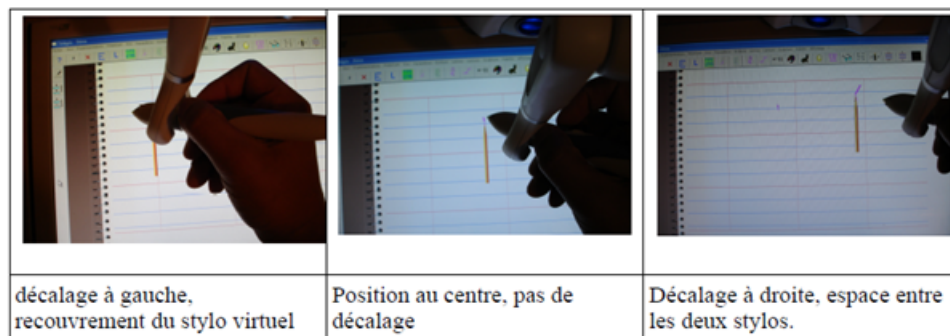 décalage à gauche,
recouvrement du stylo virtuel
Position au centre, pas de
décalage
Décalage à droite, espace entre
les deux stylos.